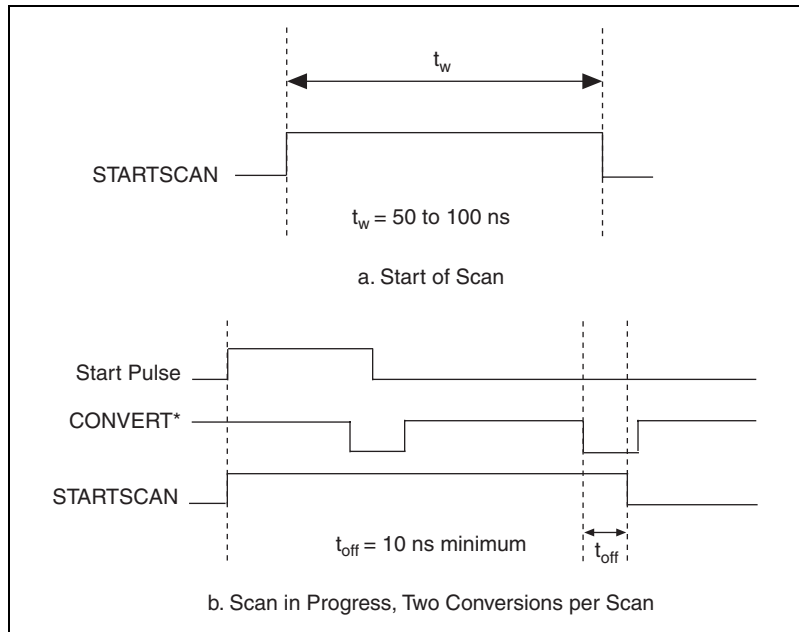 t_w
STARTSCAN
t_w = 50 to 100 ns
a. Start of Scan
Start Pulse
CONVERT*
STARTSCAN
t_off = 10 ns minimum
t_off
b. Scan in Progress, Two Conversions per Scan